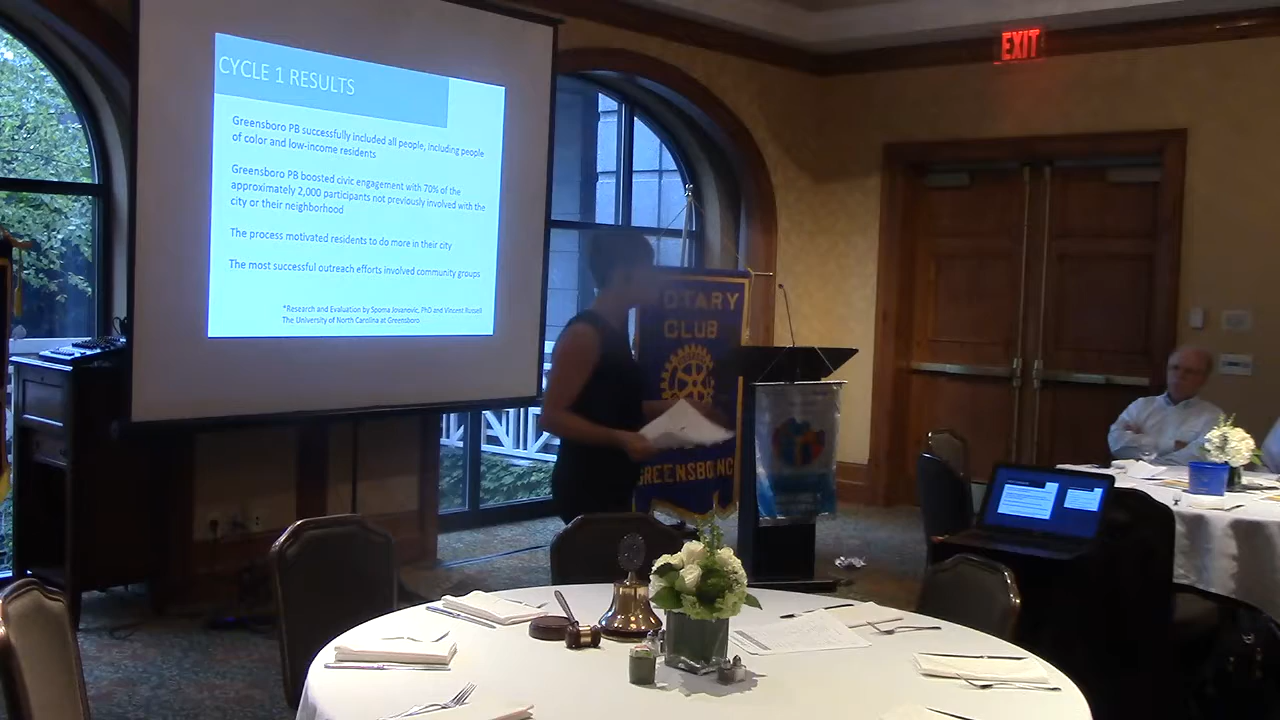 CYCLE 1 RESULTS
Greensboro PB successfully included all people, including people
of color and low-income residents
Greensboro PB boosted civic engagement with 70% of the
approximately 2,000 participants not previously involved with the
city or their neighborhood
The process motivated residents to do more in their city
The most successful outreach efforts involved community groups
*Research and Evaluation by Spoma Jovanovic, PhD and Vincent Russell
The University of North Carolina at Greensboro
EXIT
OTARY
CLUB
GREENSBO NC